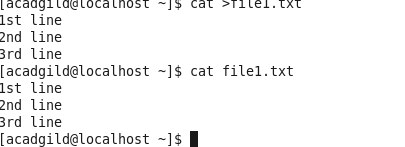 [acadgild@localhost ~]$ cat >file1.txt
1st line
2nd line
3rd line
[acadgild@localhost ~]$ cat file1.txt
1st line
2nd line
3rd line
[acadgild@localhost ~]$